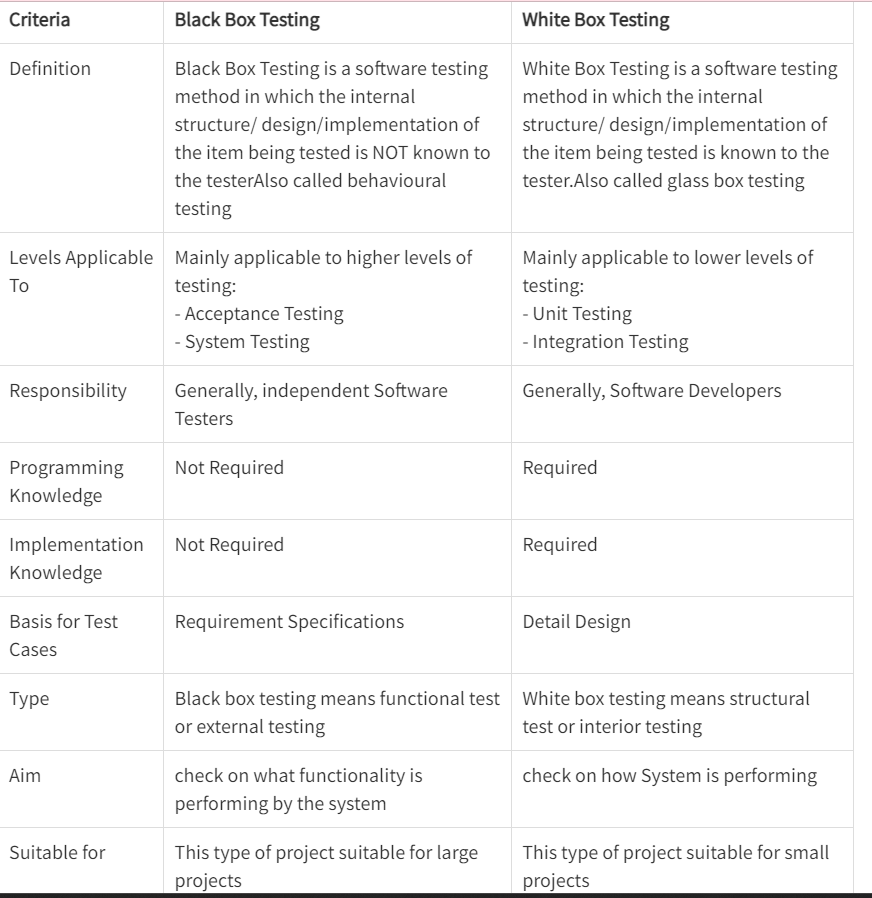 Criteria
Black Box Testing
White Box Testing
Definition
Black Box Testing is a software testing
method in which the internal
structure/ design/implementation of
the item being tested is NOT known to
the testerAlso called behavioural
testing
White Box Testing is a software testing
method in which the internal
structure/ design/implementation of
the item being tested is known to the
tester.Also called glass box testing
Levels Applicable
To
Mainly applicable to higher levels of
testing:
- Acceptance Testing
- System Testing
Mainly applicable to lower levels of
testing:
- Unit Testing
- Integration Testing
Responsibility
Generally, independent Software
Testers
Generally, Software Developers
Programming
Knowledge
Not Required
Required
Implementation
Knowledge
Not Required
Required
Basis for Test
Cases
Requirement Specifications
Detail Design
Type
Black box testing means functional test
or external testing
White box testing means structural
test or interior testing
Aim
check on what functionality is
performing by the system
check on how System is performing
Suitable for
This type of project suitable for large
projects
This type of project suitable for small
projects